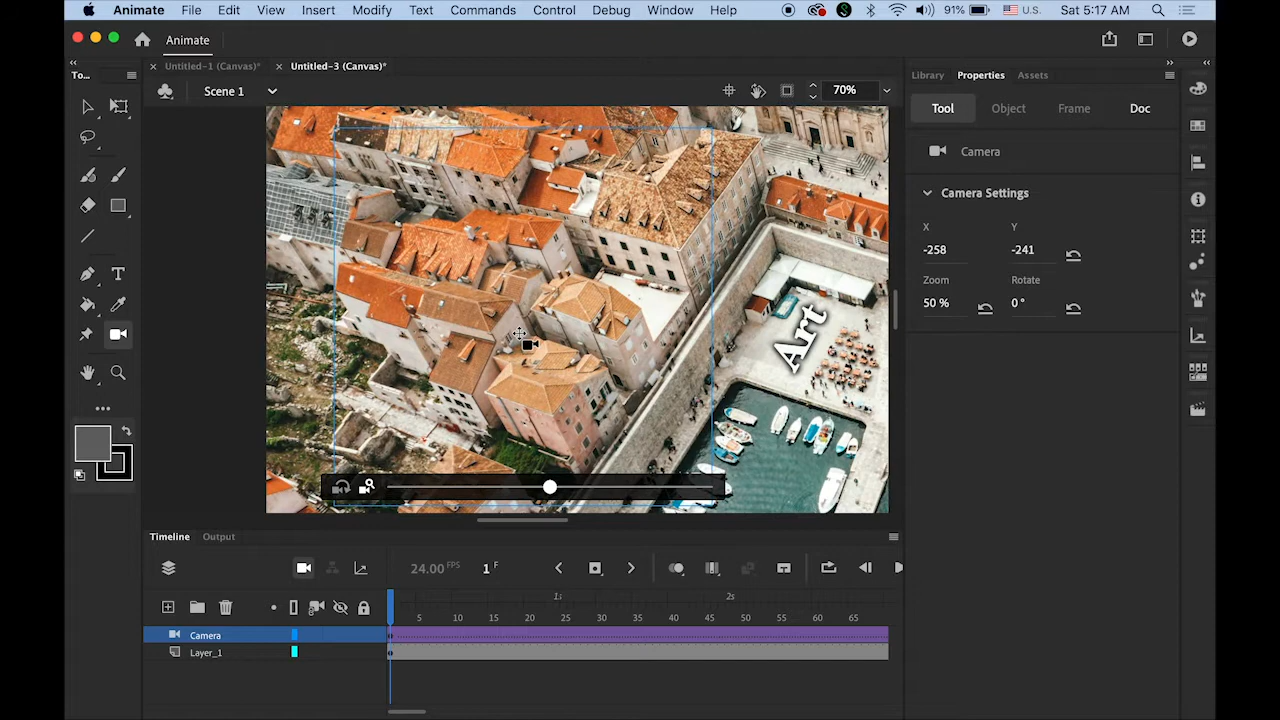 Animate File Edit View Insert Modify Text Commands Control Debug Window Help 91% U.S. Sat 5:17 AM
Animate
To... Untitled-1 (Canvas)* Untitled-3 (Canvas)* Library Properties Assets
Scene 1 70%
Tool Object Frame Doc
Camera
Camera Settings
X Y
-258 -241
Zoom Rotate
50 % 0 °
Art
Timeline Output
24.00 FPS 1 F
1s 2s
5 10 15 20 25 30 35 40 45 50 55 60 65
Camera
Layer_1